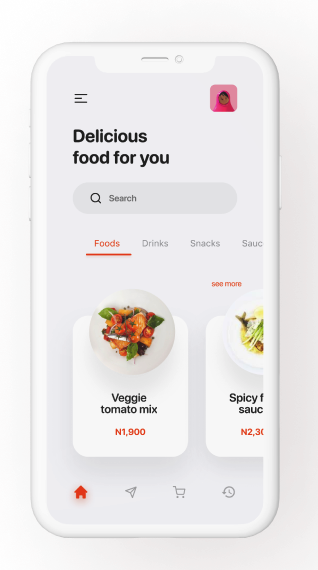 Delicious
food for you
Search
Foods Drinks Snacks Sauc
see more
Veggie
tomato mix
N1,900
Spicy f
sauc
N2,30